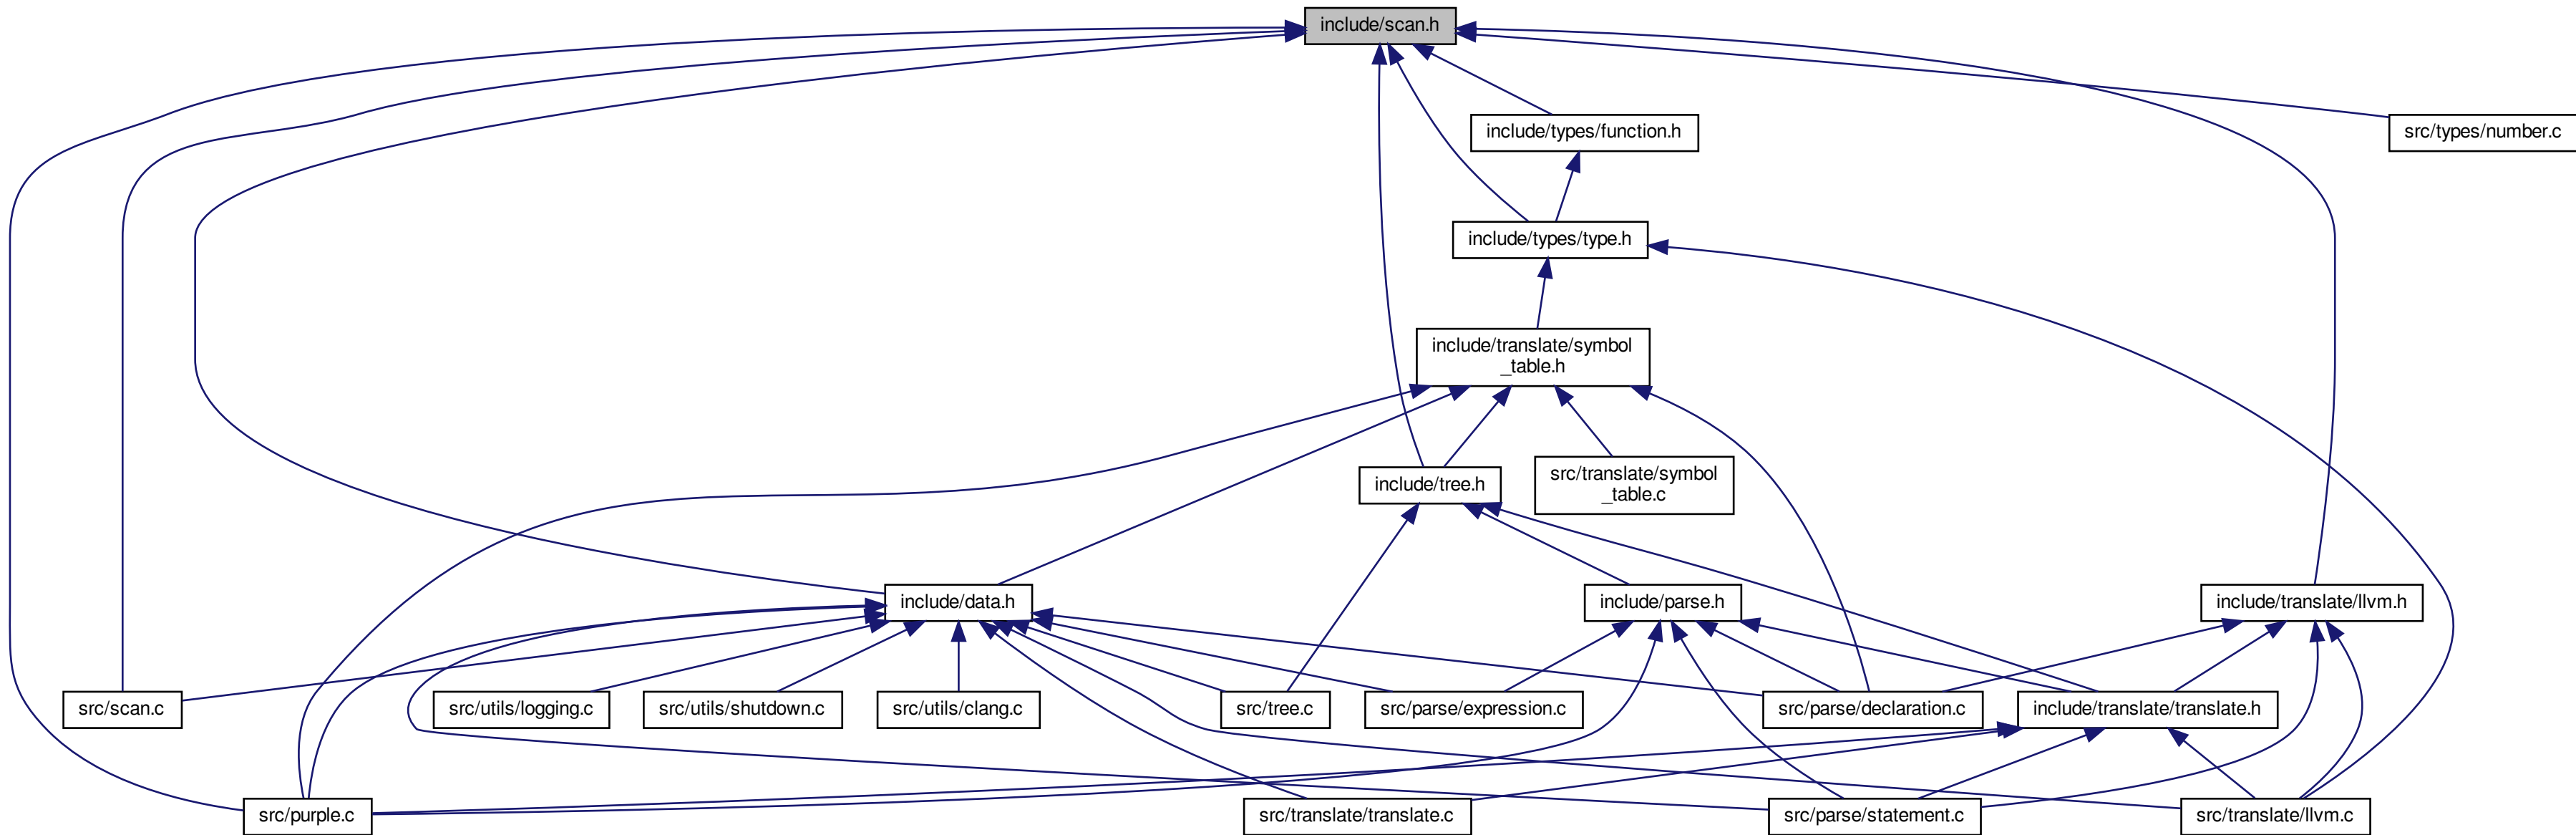 include/scan.h
include/types/function.h
src/types/number.c
include/types/type.h
include/translate/symbol
_table.h
include/tree.h
src/translate/symbol
_table.c
include/data.h
include/parse.h
include/translate/llvm.h
src/scan.c
src/utils/logging.c
src/utils/shutdown.c
src/utils/clang.c
src/tree.c
src/parse/expression.c
src/parse/declaration.c
include/translate/translate.h
src/purple.c
src/translate/translate.c
src/parse/statement.c
src/translate/llvm.c